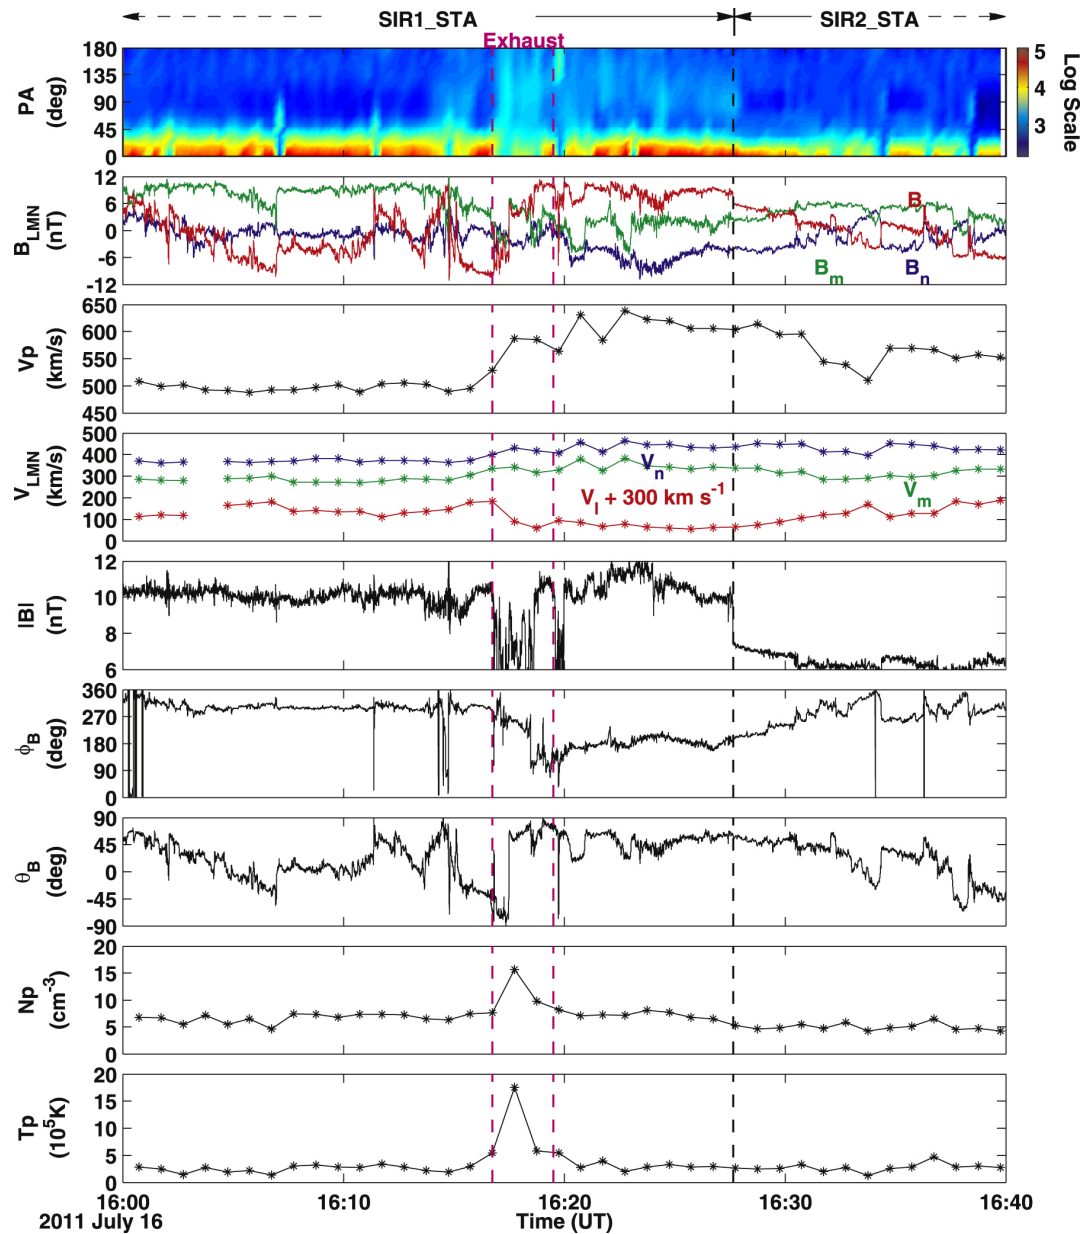 SIR1_STA SIR2_STA
Exhaust
PA (deg)
180
135
90
45
0
5
4
3
Log Scale
B_LMN (nT)
12
6
0
-6
-12
B
B_m B_n
Vp (km/s)
650
600
550
500
450
V_LMN (km/s)
500
400
300
200
100
0
V_n
V_l + 300 km s^-1
V_m
|B| (nT)
12
10
8
6
ϕ_B (deg)
360
270
180
90
0
θ_B (deg)
90
45
0
-45
-90
Np (cm^-3)
20
15
10
5
0
Tp (10^5K)
20
15
10
5
0
16:00 16:10 16:20 16:30 16:40
2011 July 16 Time (UT)